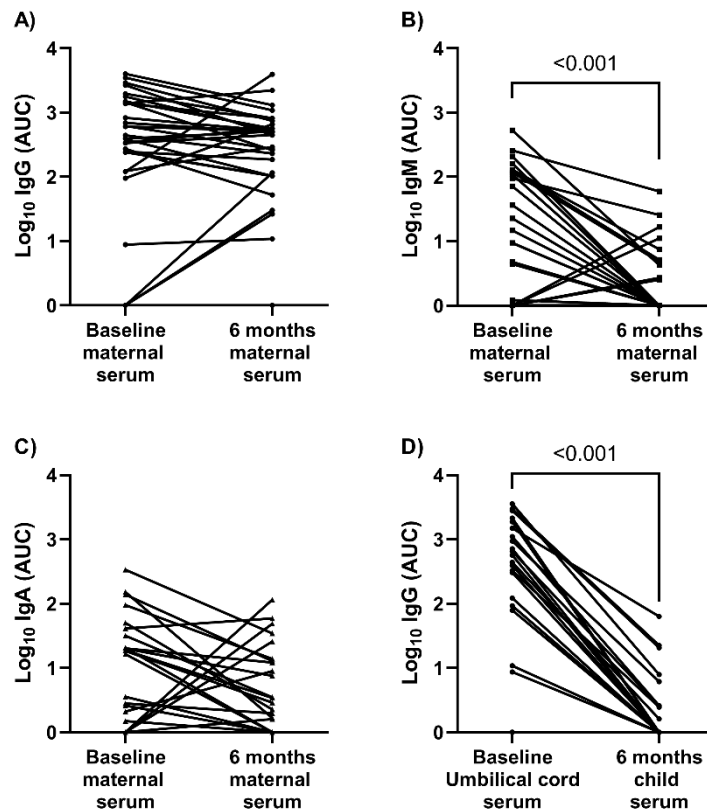 A)
Log10 IgG (AUC)
4
3
2
1
0
Baseline
maternal
serum
6 months
maternal
serum
B)
<0.001
Log10 IgM (AUC)
4
3
2
1
0
Baseline
maternal
serum
6 months
maternal
serum
C)
Log10 IgA (AUC)
4
3
2
1
0
Baseline
maternal
serum
6 months
maternal
serum
D)
<0.001
Log10 IgG (AUC)
4
3
2
1
0
Baseline
Umbilical cord
serum
6 months
child
serum